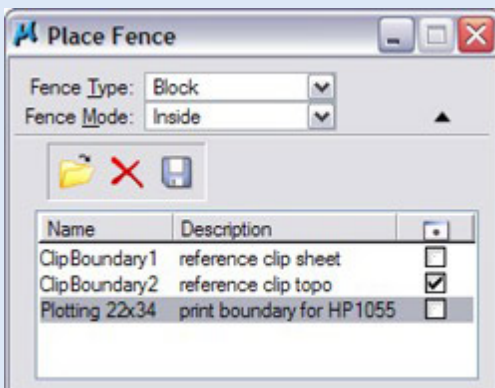 Place Fence
Fence Type: Block
Fence Mode: Inside
Name Description
ClipBoundary1 reference clip sheet
ClipBoundary2 reference clip topo
Plotting 22x34 print boundary for HP1055